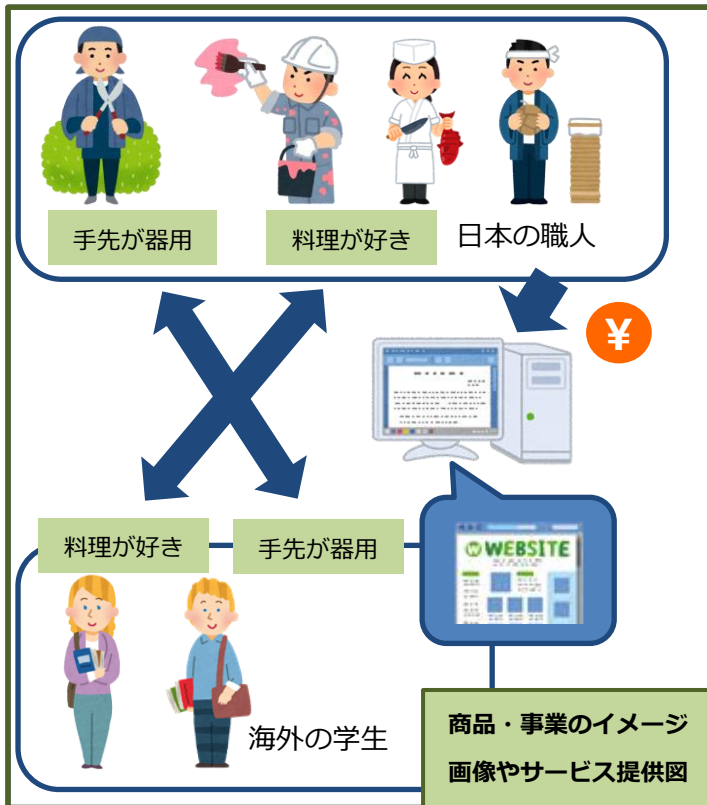 手先が器用
料理が好き
日本の職人
¥
料理が好き
手先が器用
WEBSITE
海外の学生
商品・事業のイメージ
画像やサービス提供図